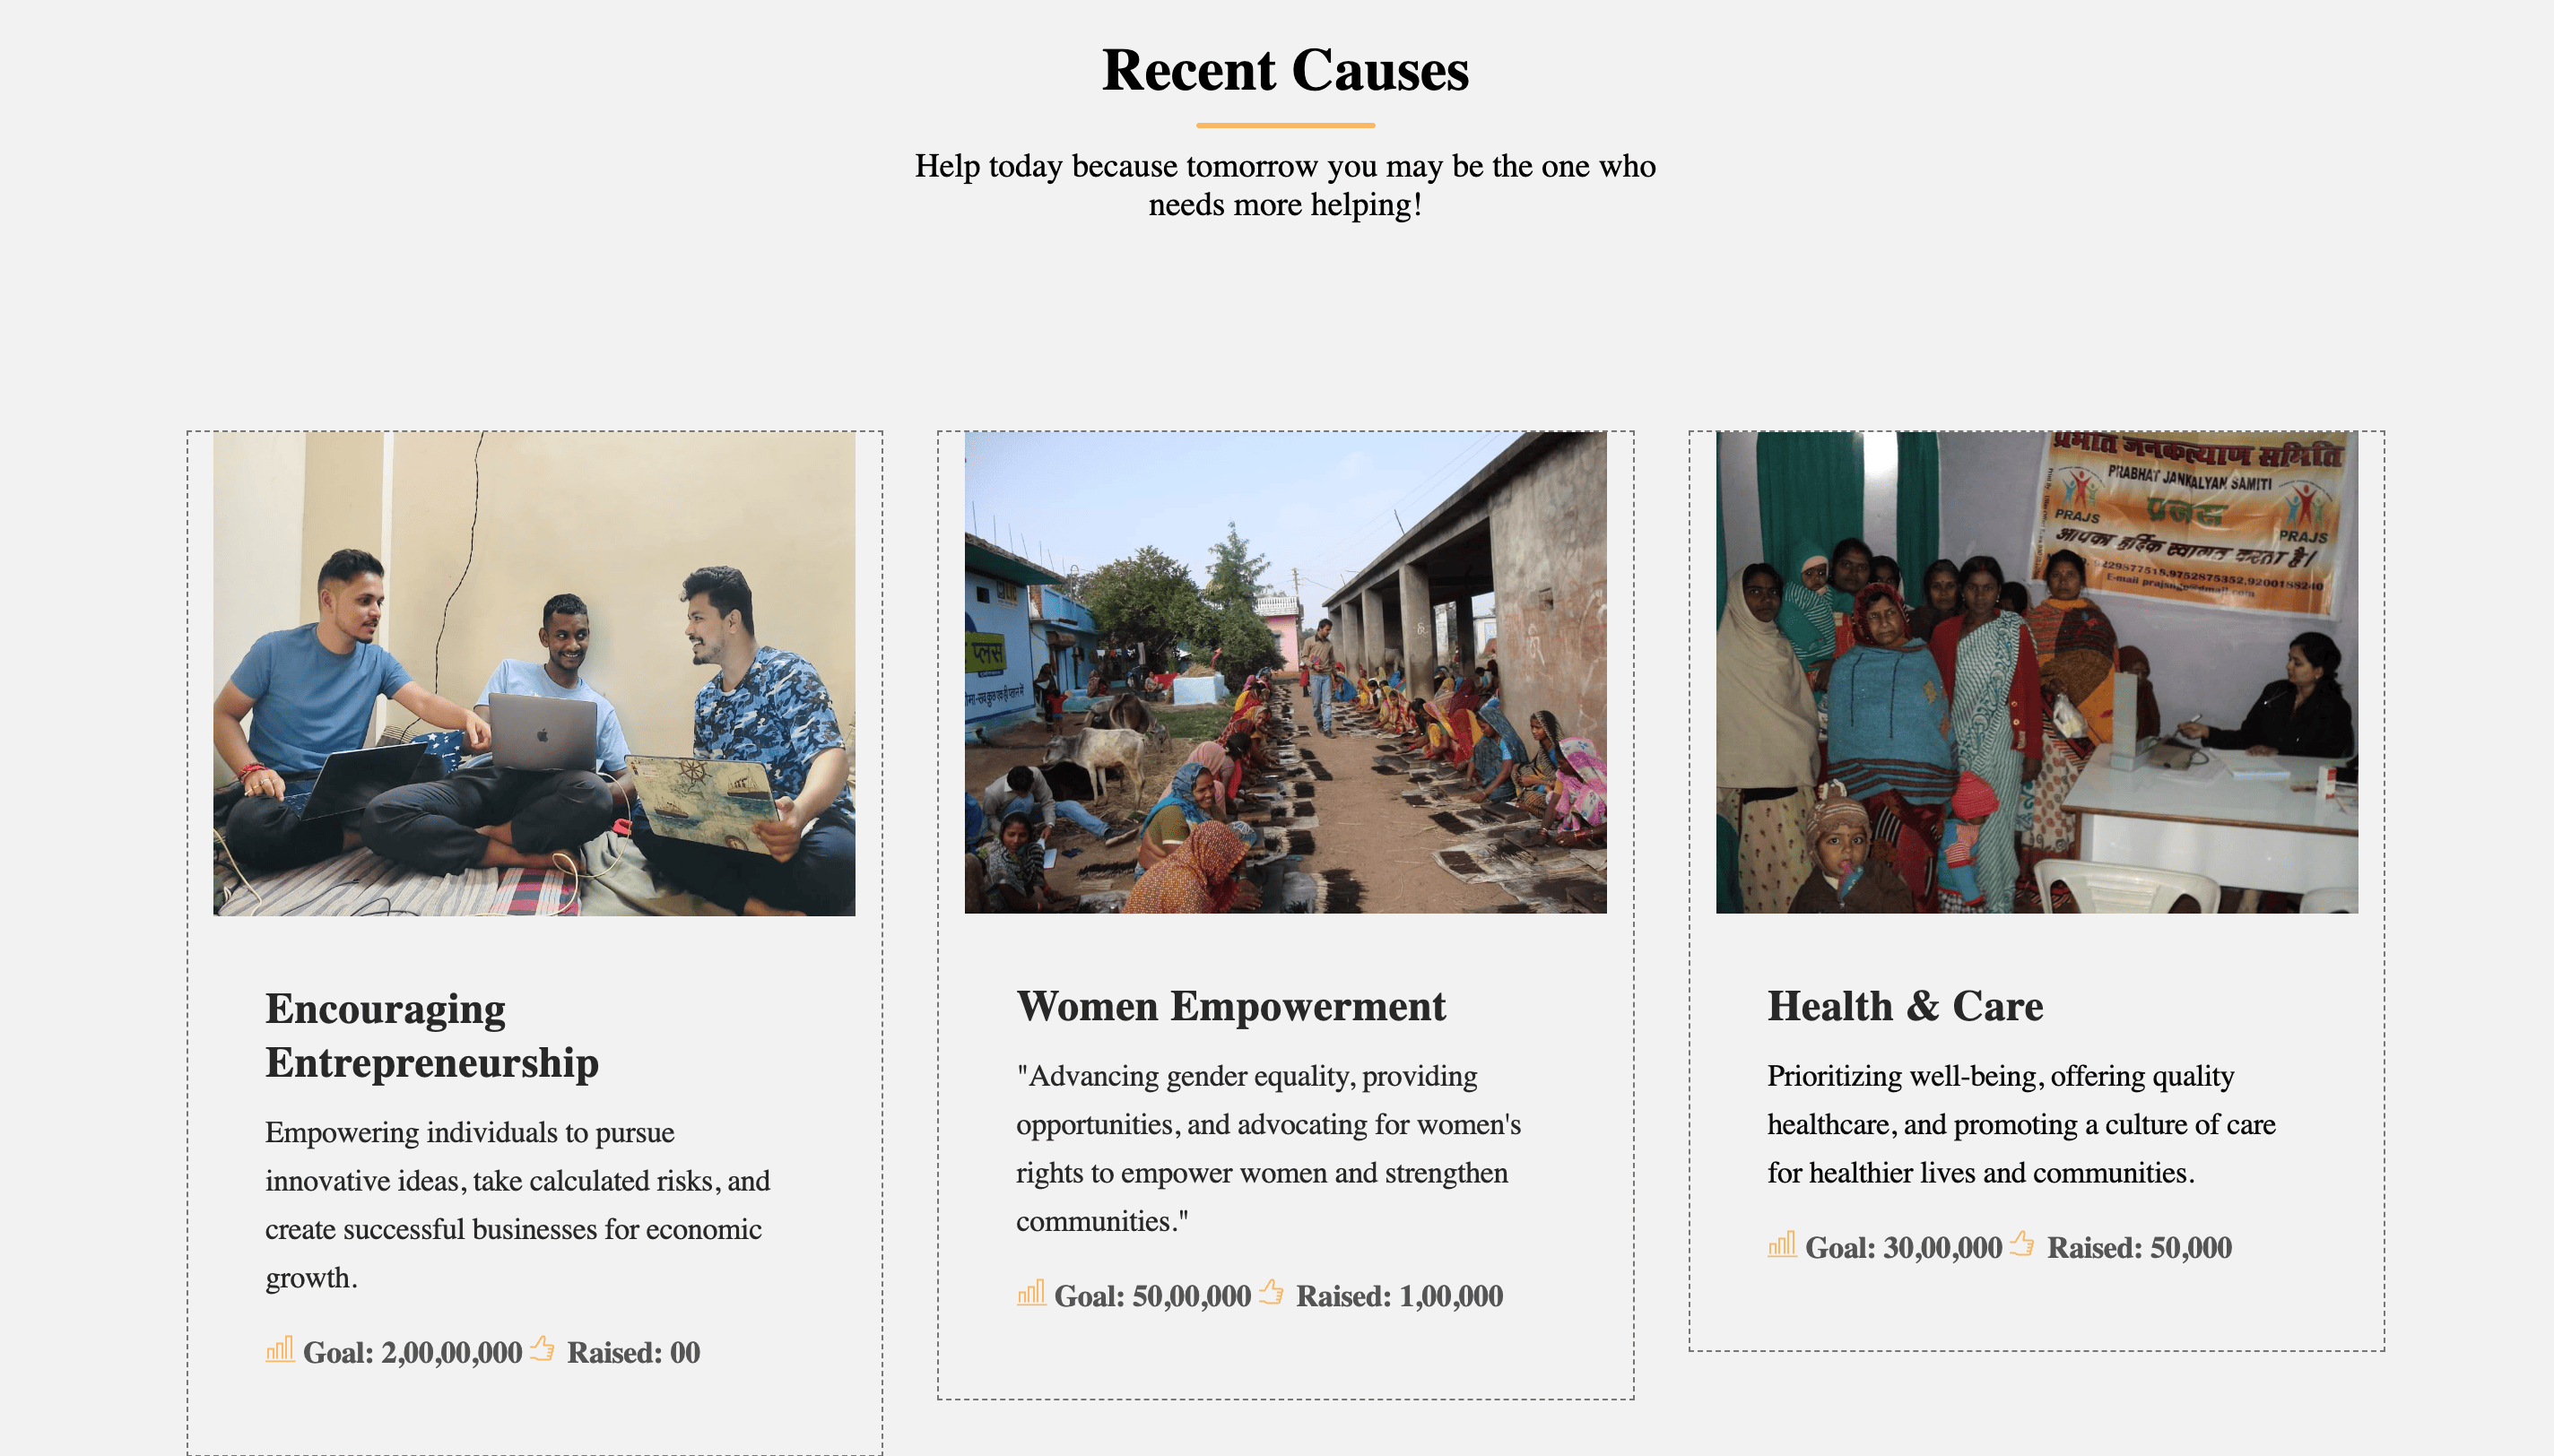 Recent Causes
Help today because tomorrow you may be the one who
needs more helping!
प्लस
प्रभात जनकल्याण समिति
PRABHAT JANKALYAN SAMITI
प्रजस
PRAJS
PRAJS
आपका हार्दिक स्वागत करता है।
9752875352,9200188240
E-mail
Encouraging
Entrepreneurship
Empowering individuals to pursue
innovative ideas, take calculated risks, and
create successful businesses for economic
growth.
Goal: 2,00,00,000 Raised: 00
Women Empowerment
"Advancing gender equality, providing
opportunities, and advocating for women's
rights to empower women and strengthen
communities."
Goal: 50,00,000 Raised: 1,00,000
Health & Care
Prioritizing well-being, offering quality
healthcare, and promoting a culture of care
for healthier lives and communities.
Goal: 30,00,000 Raised: 50,000